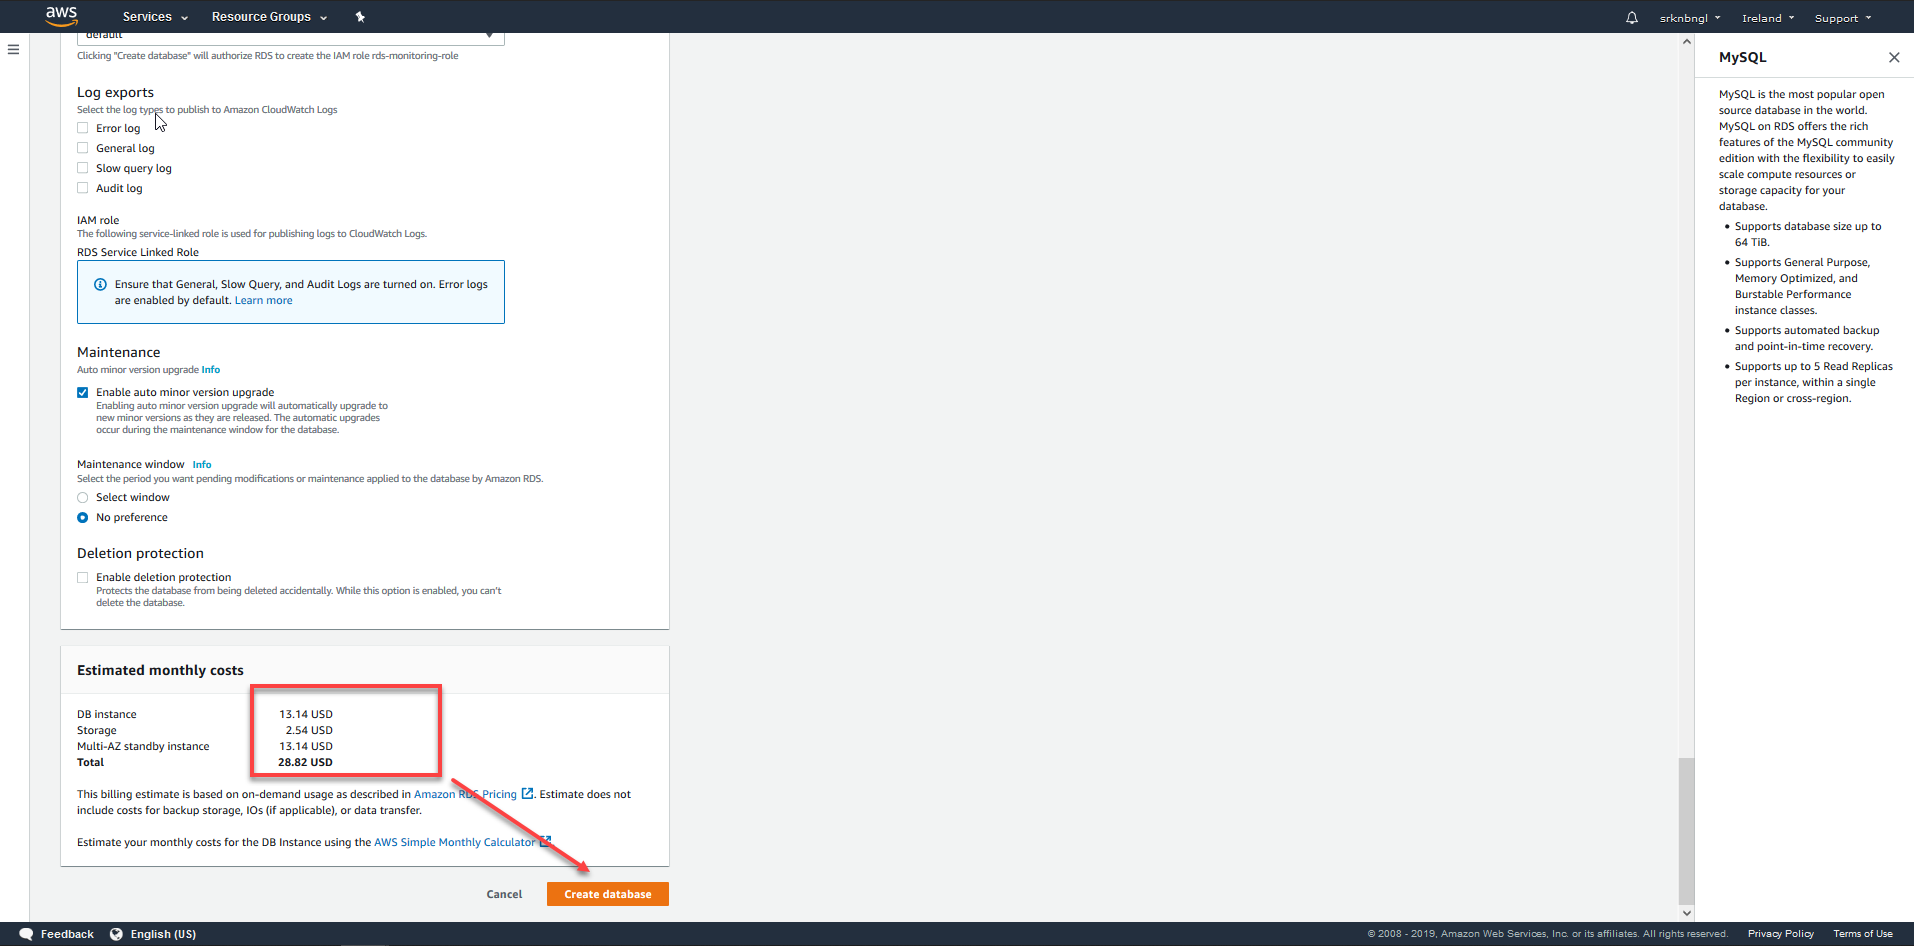 aws
Services
Resource Groups
srknbngl
Ireland
Support
default
Clicking "Create database" will authorize RDS to create the IAM role rds-monitoring-role
Log exports
Select the log types to publish to Amazon CloudWatch Logs
Error log
General log
Slow query log
Audit log
IAM role
The following service-linked role is used for publishing logs to CloudWatch Logs.
RDS Service Linked Role
Ensure that General, Slow Query, and Audit Logs are turned on. Error logs
are enabled by default. Learn more
Maintenance
Auto minor version upgrade Info
Enable auto minor version upgrade
Enabling auto minor version upgrade will automatically upgrade to
new minor versions as they are released. The automatic upgrades
occur during the maintenance window for the database.
Maintenance window Info
Select the period you want pending modifications or maintenance applied to the database by Amazon RDS.
Select window
No preference
Deletion protection
Enable deletion protection
Protects the database from being deleted accidentally. While this option is enabled, you can't
delete the database.
Estimated monthly costs
DB instance 13.14 USD
Storage 2.54 USD
Multi-AZ standby instance 13.14 USD
Total 28.82 USD
This billing estimate is based on on-demand usage as described in Amazon RDS Pricing . Estimate does not
include costs for backup storage, IOs (if applicable), or data transfer.
Estimate your monthly costs for the DB Instance using the AWS Simple Monthly Calculator
Cancel
Create database
MySQL
MySQL is the most popular open
source database in the world.
MySQL on RDS offers the rich
features of the MySQL community
edition with the flexibility to easily
scale compute resources or
storage capacity for your
database.
• Supports database size up to
64 TiB.
• Supports General Purpose,
Memory Optimized, and
Burstable Performance
instance classes.
• Supports automated backup
and point-in-time recovery.
• Supports up to 5 Read Replicas
per instance, within a single
Region or cross-region.
Feedback
English (US)
© 2008 - 2019, Amazon Web Services, Inc. or its affiliates. All rights reserved.
Privacy Policy
Terms of Use